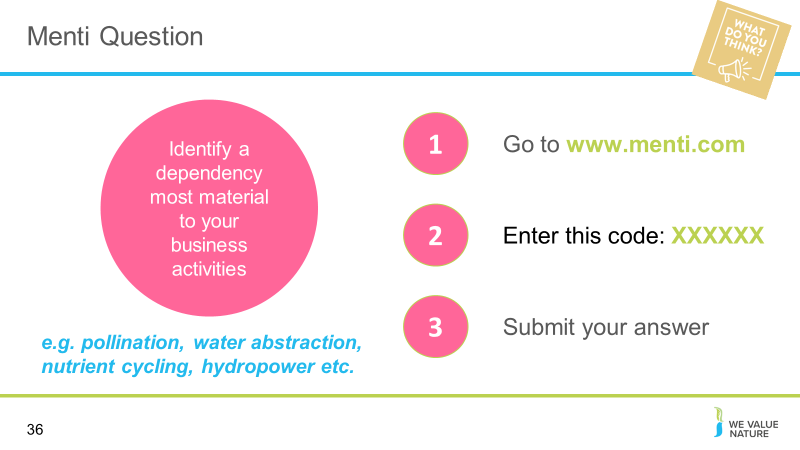 Menti Question
WHAT
DO YOU
THINK?
Identify a
dependency
most material
to your
business
activities
e.g. pollination, water abstraction,
nutrient cycling, hydropower etc.
1
Go to www.menti.com
2
Enter this code: XXXXXX
3
Submit your answer
36
WE VALUE
NATURE